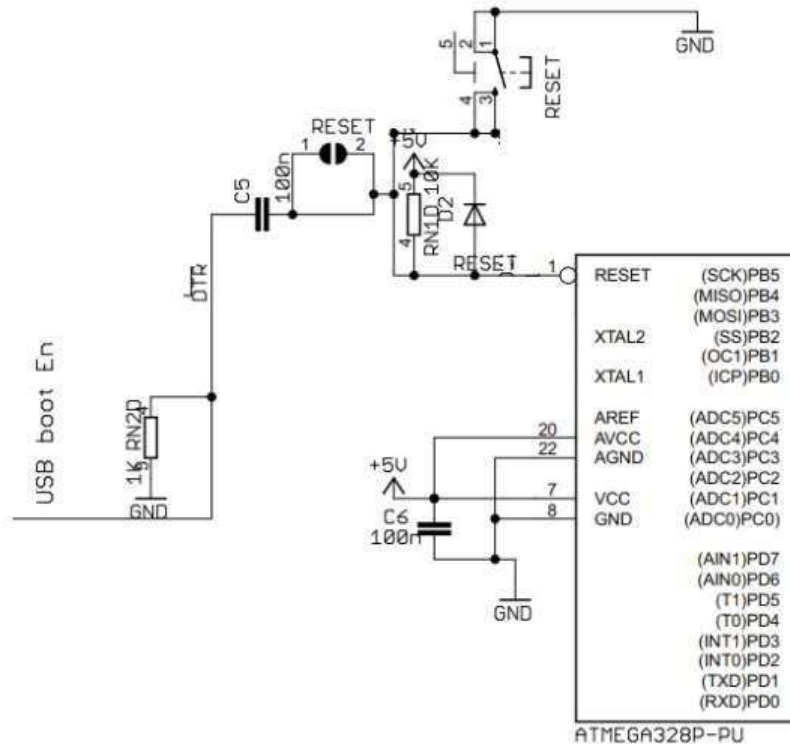 5
2
1
GND
4
3
RESET
RESET
1
2
+5V
C5
100n
5
4
RN1D 10K
D2
RESET
1
DTR
USB boot En
4
5
1K RN2D
GND
RESET
(SCK)PB5
(MISO)PB4
(MOSI)PB3
XTAL2
(SS)PB2
(OC1)PB1
XTAL1
(ICP)PB0
AREF
(ADC5)PC5
20
AVCC
(ADC4)PC4
22
AGND
(ADC3)PC3
(ADC2)PC2
+5V
7
VCC
(ADC1)PC1
8
GND
(ADC0)PC0)
C6
100n
GND
(AIN1)PD7
(AIN0)PD6
(T1)PD5
(T0)PD4
(INT1)PD3
(INT0)PD2
(TXD)PD1
(RXD)PD0
ATMEGA328P-PU